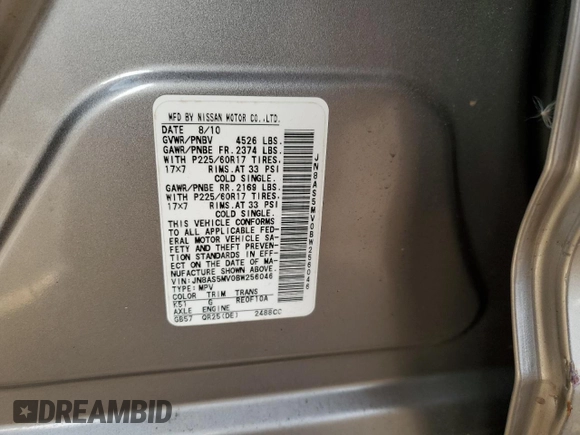 MFD BY NISSAN MOTOR CO.,LTD.
DATE 8/10
GVWR/PNBV 4526 LBS.
GAWR/PNBE FR. 2374 LBS.
WITH P225/60R17 TIRES.
17x7 RIMS.AT 33 PSI
COLD SINGLE.
GAWR/PNBE RR. 2169 LBS.
WITH P225/60R17 TIRES.
17x7 RIMS.AT 33 PSI
COLD SINGLE.
THIS VEHICLE CONFORMS
TO ALL APPLICABLE FED-
ERAL MOTOR VEHICLE SA-
FETY AND THEFT PREVEN-
TION STANDARDS IN EFF-
ECT ON THE DATE OF MA-
NUFACTURE SHOWN ABOVE.
VIN:JN8AS5MV0BW256046
TYPE:MPV
COLOR TRIM TRANS
K51 G RE0F10A
AXLE ENGINE
GB57 QR25(DE) 2488CC
JN8AS5MV0BW256046
DREAMBID